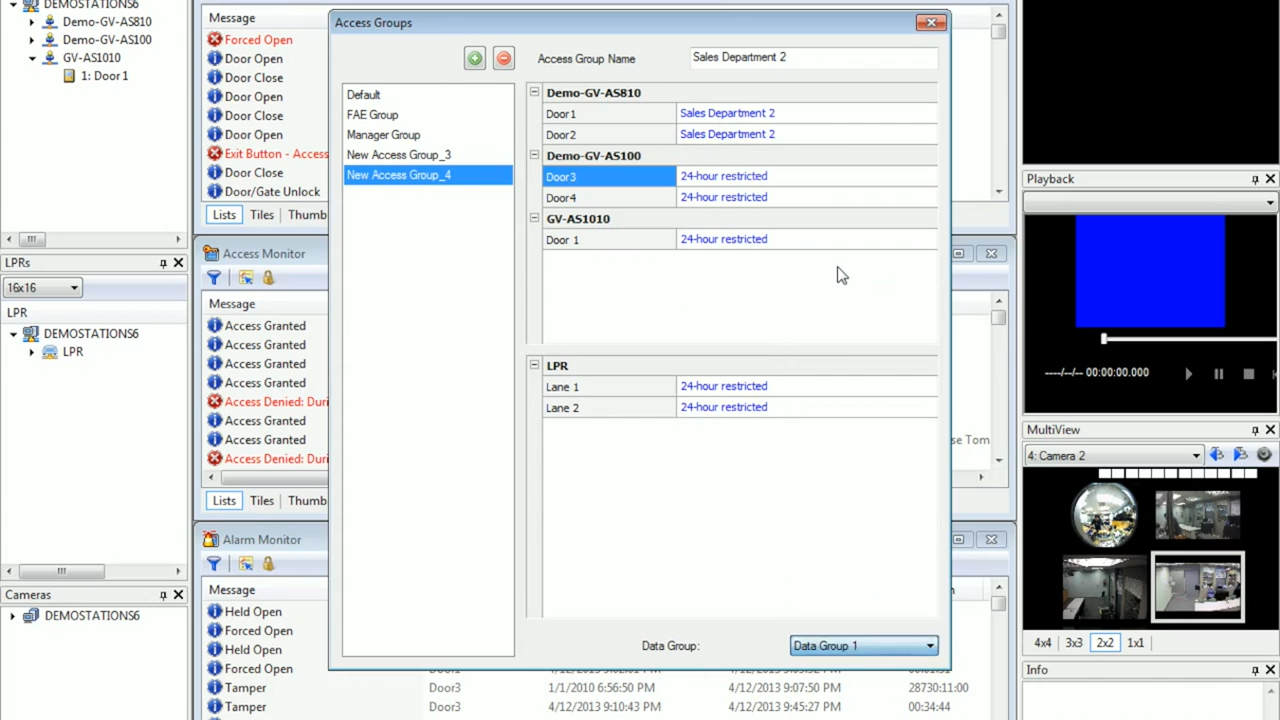 DEMOSTATIONS6
Demo-GV-AS810
Demo-GV-AS100
GV-AS1010
1: Door1
LPRs
16x16
LPR
DEMOSTATIONS6
LPR
Cameras
DEMOSTATIONS6
Message
Forced Open
Door Open
Door Close
Door Open
Door Close
Door Open
Exit Button - Access
Door Close
Door/Gate Unlock
Lists Tiles Thumb
Access Monitor
Message
Access Granted
Access Granted
Access Granted
Access Granted
Access Denied: Duri
Access Granted
Access Granted
Access Denied: Duri
se Tom
Lists Tiles Thumb
Alarm Monitor
Message
Held Open
Forced Open
Held Open
Forced Open
Tamper Door3 1/1/2010 6:56:50 PM 4/12/2013 9:07:50 PM 28730:11:00
Tamper Door3 4/12/2013 9:10:43 PM 4/12/2013 9:45:27 PM 00:34:44
Access Groups
Access Group Name Sales Department 2
Default
FAE Group
Manager Group
New Access Group_3
New Access Group_4
Demo-GV-AS810
Door1 Sales Department 2
Door2 Sales Department 2
Demo-GV-AS100
Door3 24-hour restricted
Door4 24-hour restricted
GV-AS1010
Door 1 24-hour restricted
LPR
Lane 1 24-hour restricted
Lane 2 24-hour restricted
Data Group: Data Group 1
Playback
----/--/-- 00:00:00.000
MultiView
4: Camera 2
4x4 3x3 2x2 1x1
Info